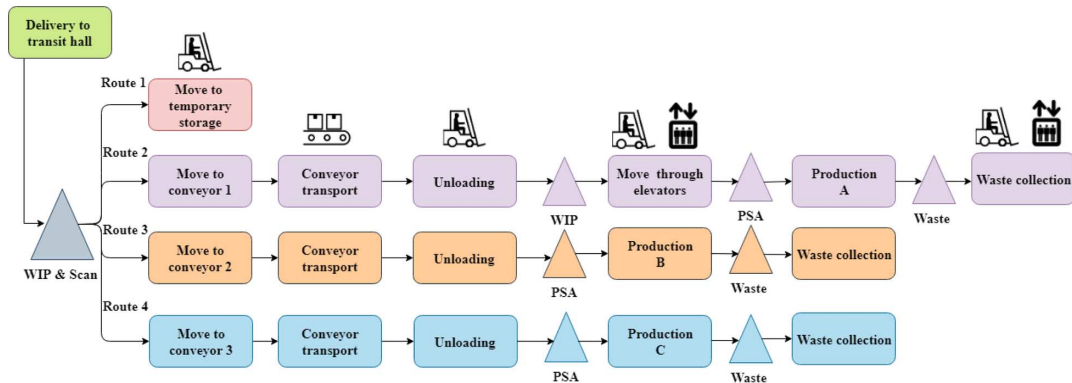 Delivery to
transit hall
Route 1
Move to
temporary
storage
Route 2
Move to
conveyor 1
Conveyor
transport
Unloading
WIP
Move through
elevators
PSA
Production
A
Waste
Waste collection
WIP & Scan
Route 3
Move to
conveyor 2
Conveyor
transport
Unloading
PSA
Production
B
Waste
Waste collection
Route 4
Move to
conveyor 3
Conveyor
transport
Unloading
PSA
Production
C
Waste
Waste collection